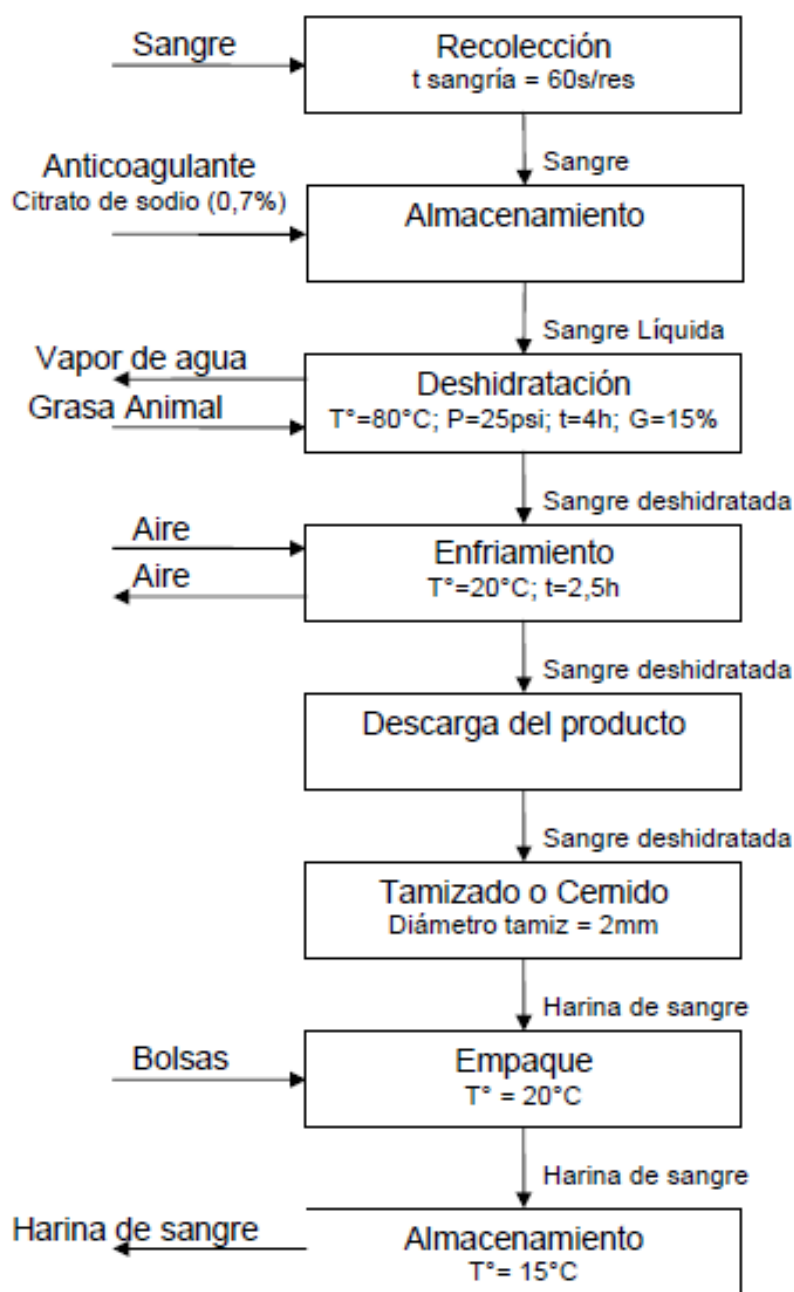 Sangre
Recolección
t sangría = 60s/res
Sangre
Anticoagulante
Citrato de sodio (0,7%)
Almacenamiento
Sangre Líquida
Vapor de agua
Grasa Animal
Deshidratación
T°=80°C; P=25psi; t=4h; G=15%
Sangre deshidratada
Aire
Aire
Enfriamiento
T°=20°C; t=2,5h
Sangre deshidratada
Descarga del producto
Sangre deshidratada
Tamizado o Cernido
Diámetro tamiz = 2mm
Harina de sangre
Bolsas
Empaque
T° = 20°C
Harina de sangre
Harina de sangre
Almacenamiento
T°= 15°C